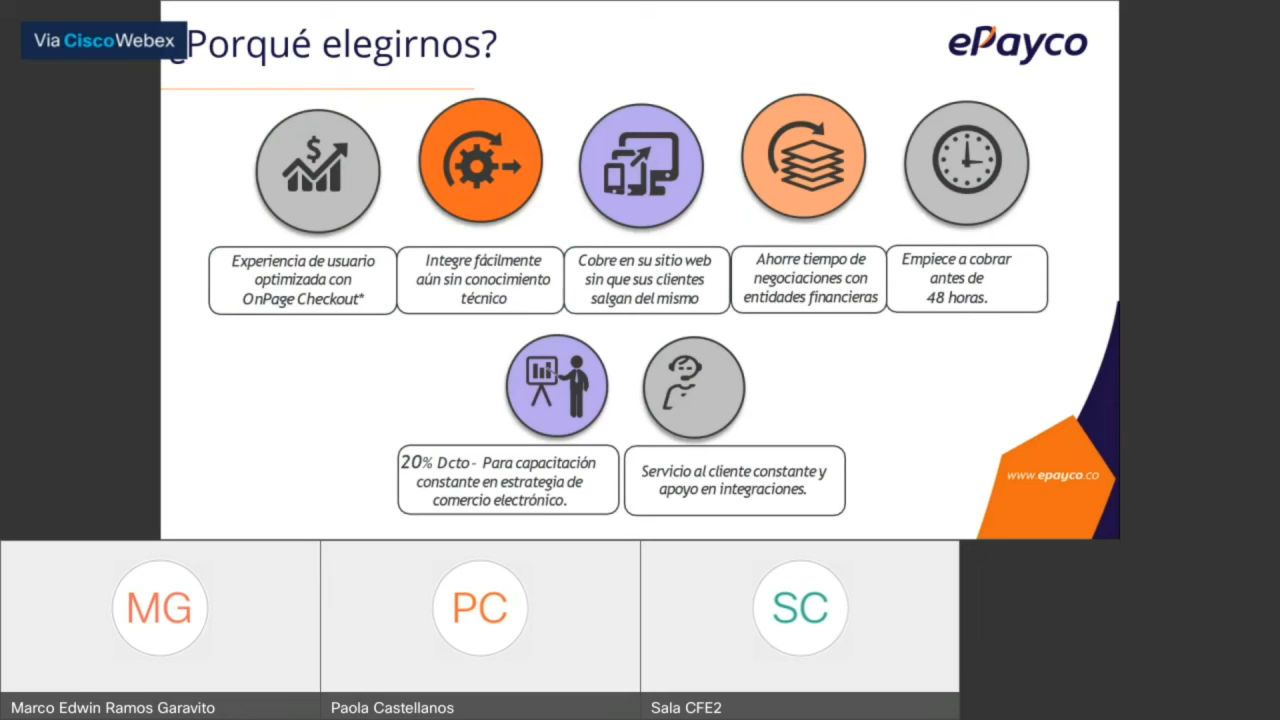 Via Cisco Webex
¿Porqué elegirnos?
ePayco
Experiencia de usuario
optimizada con
OnPage Checkout*
Integre fácilmente
aún sin conocimiento
técnico
Cobre en su sitio web
sin que sus clientes
salgan del mismo
Ahorre tiempo de
negociaciones con
entidades financieras
Empiece a cobrar
antes de
48 horas.
20% Dcto - Para capacitación
constante en estrategia de
comercio electrónico.
Servicio al cliente constante y
apoyo en integraciones.
www.epayco.co
MG
PC
SC
Marco Edwin Ramos Garavito
Paola Castellanos
Sala CFE2